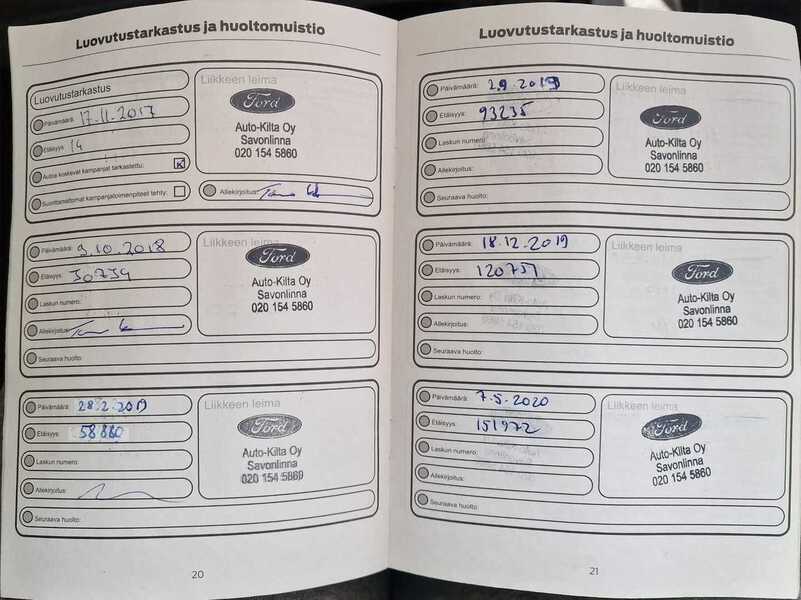 Luovutustarkastus ja huoltomuistio
Luovutustarkastus
Päivämäärä: 17.11.2017
Etäisyys: 14
Autoa koskevat kampanjat tarkastettu: K
Suorittamattomat kampanjatoimenpiteet tehty:
Liikkeen leima
Ford
Auto-Kilta Oy
Savonlinna
020 154 5860
Allekirjoitus:
Päivämäärä: 9.10.2018
Etäisyys: 30734
Laskun numero:
Allekirjoitus:
Seuraava huolto:
Liikkeen leima
Ford
Auto-Kilta Oy
Savonlinna
020 154 5860
Päivämäärä: 28.2.2019
Etäisyys: 58860
Laskun numero:
Allekirjoitus:
Seuraava huolto:
Liikkeen leima
Ford
Auto-Kilta Oy
Savonlinna
020 154 5860
20
Luovutustarkastus ja huoltomuistio
Päivämäärä: 2.9.2019
Etäisyys: 93235
Laskun numero:
Allekirjoitus:
Seuraava huolto:
Liikkeen leima
Ford
Auto-Kilta Oy
Savonlinna
020 154 5860
Päivämäärä: 18.12.2019
Etäisyys: 120751
Laskun numero:
Allekirjoitus:
Seuraava huolto:
Liikkeen leima
Ford
Auto-Kilta Oy
Savonlinna
020 154 5860
Päivämäärä: 7.5.2020
Etäisyys: 151972
Laskun numero:
Allekirjoitus:
Seuraava huolto:
Liikkeen leima
Ford
Auto-Kilta Oy
Savonlinna
020 154 5860
21